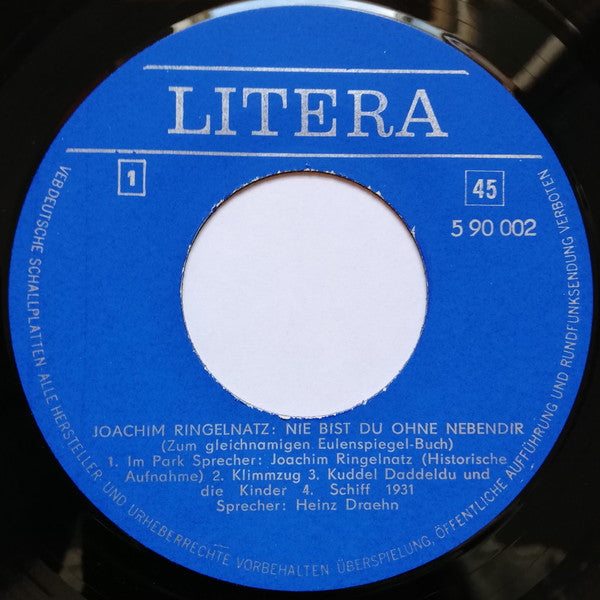 LITERA
1
45
5 90 002
JOACHIM RINGELNATZ: NIE BIST DU OHNE NEBENDIR
(Zum gleichnamigen Eulenspiegel-Buch)
1. Im Park Sprecher: Joachim Ringelnatz (Historische
Aufnahme) 2. Klimmzug 3. Kuddel Daddeldu und
die Kinder 4. Schiff 1931
Sprecher: Heinz Draehn
VEB DEUTSCHE SCHALLPLATTEN ALLE HERSTELLER- UND URHEBERRECHTE VORBEHALTEN ÜBERSPIELUNG, ÖFFENTLICHE AUFFÜHRUNG UND RUNDFUNKSENDUNG VERBOTEN